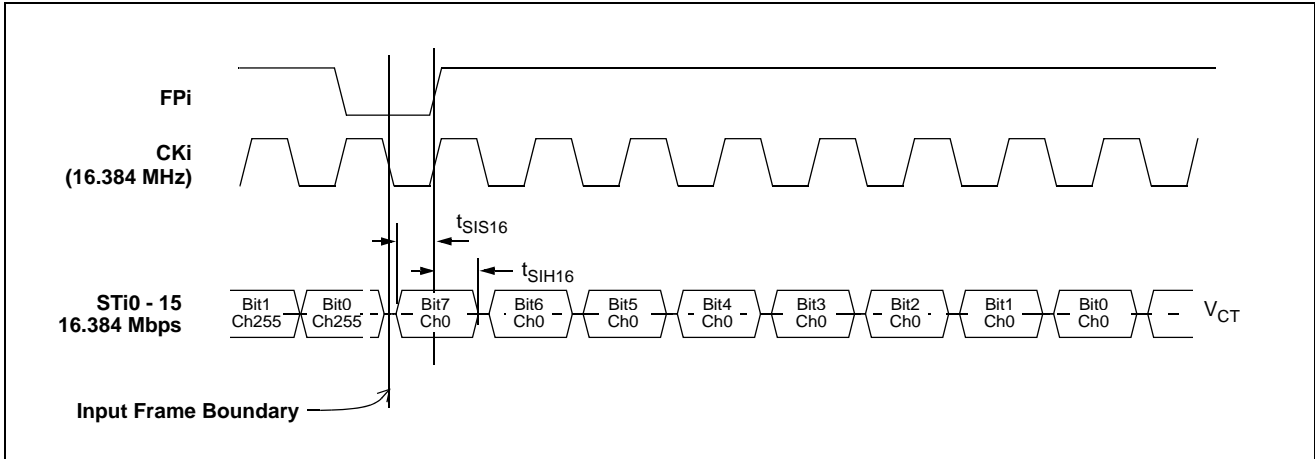 FPi
CKi
(16.384 MHz)
tSIS16
tSIH16
STi0 - 15
16.384 Mbps
Bit1
Ch255
Bit0
Ch255
Bit7
Ch0
Bit6
Ch0
Bit5
Ch0
Bit4
Ch0
Bit3
Ch0
Bit2
Ch0
Bit1
Ch0
Bit0
Ch0
VCT
Input Frame Boundary